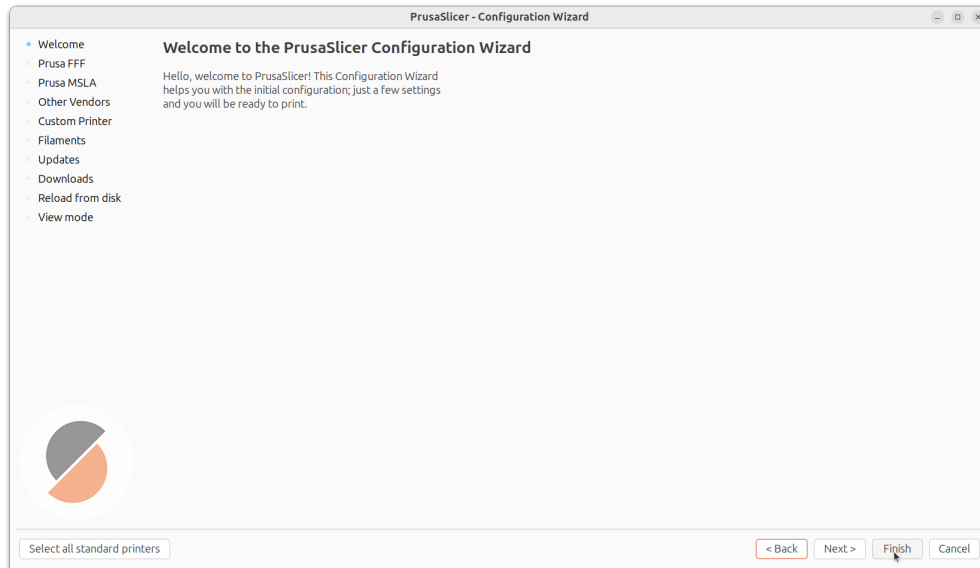 PrusaSlicer - Configuration Wizard
Welcome
Prusa FFF
Prusa MSLA
Other Vendors
Custom Printer
Filaments
Updates
Downloads
Reload from disk
View mode
Welcome to the PrusaSlicer Configuration Wizard
Hello, welcome to PrusaSlicer! This Configuration Wizard
helps you with the initial configuration; just a few settings
and you will be ready to print.
Select all standard printers
< Back
Next >
Finish
Cancel